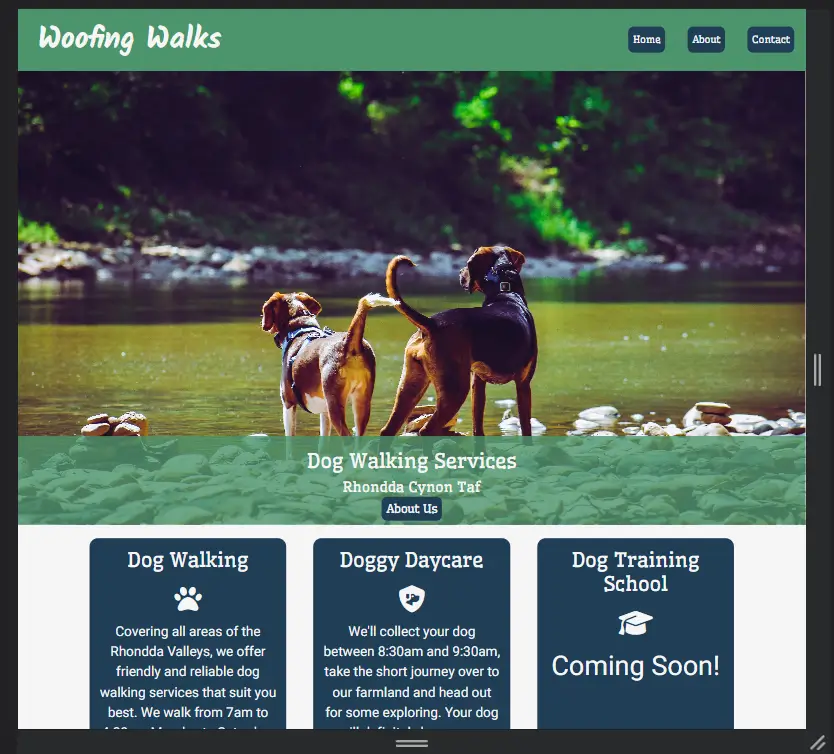 Woofing Walks
Home
About
Contact
Dog Walking Services
Rhondda Cynon Taf
About Us
Dog Walking
Covering all areas of the
Rhondda Valleys, we offer
friendly and reliable dog
walking services that suit you
best. We walk from 7am to
Doggy Daycare
We'll collect your dog
between 8:30am and 9:30am,
take the short journey over to
our farmland and head out
for some exploring. Your dog
Dog Training
School
Coming Soon!